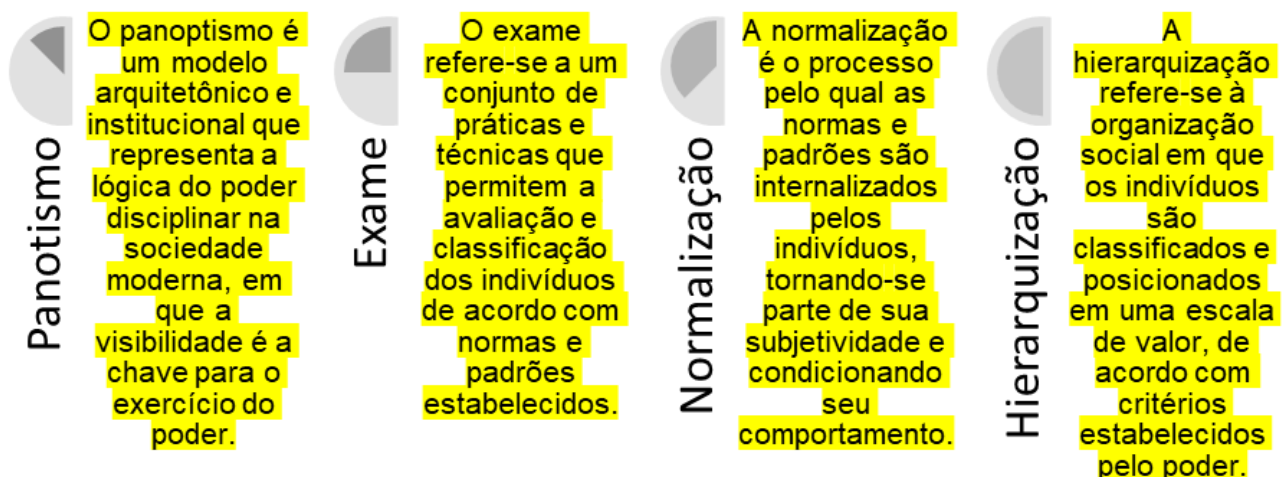 Panotismo
O panoptismo é
um modelo
arquitetônico e
institucional que
representa a
lógica do poder
disciplinar na
sociedade
moderna, em
que a
visibilidade é a
chave para o
exercício do
poder.
Exame
O exame
refere-se a um
conjunto de
práticas e
técnicas que
permitem a
avaliação e
classificação
dos indivíduos
de acordo com
normas e
padrões
estabelecidos.
Normalização
A normalização
é o processo
pelo qual as
normas e
padrões são
internalizados
pelos
indivíduos,
tornando-se
parte de sua
subjetividade e
condicionando
seu
comportamento.
Hierarquização
A
hierarquização
refere-se à
organização
social em que
os indivíduos
são
classificados e
posicionados
em uma escala
de valor, de
acordo com
critérios
estabelecidos
pelo poder.